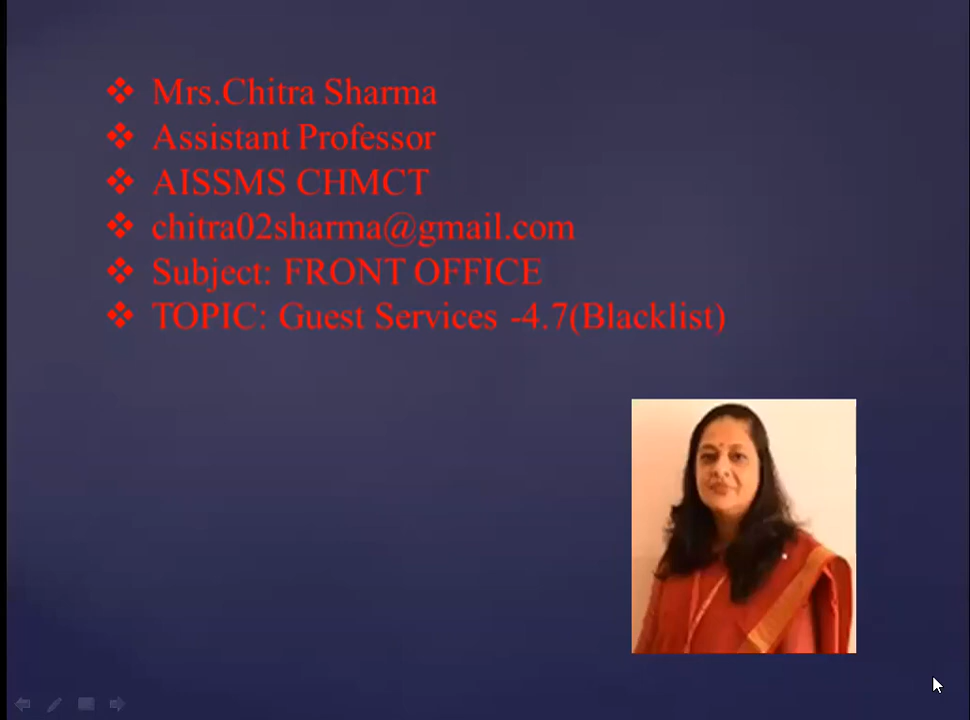 Mrs.Chitra Sharma
Assistant Professor
AISSMS CHMCT
chitra02sharma@gmail.com
Subject: FRONT OFFICE
TOPIC: Guest Services -4.7(Blacklist)